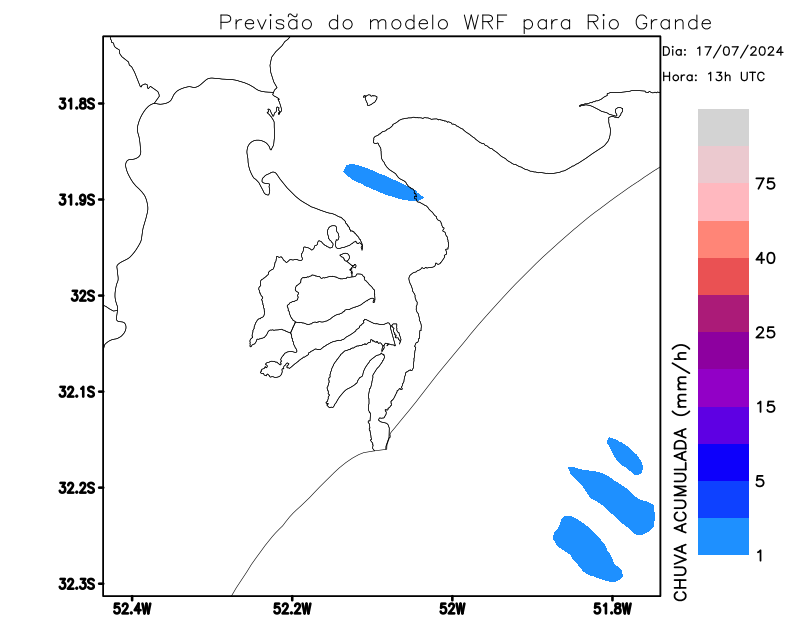 Previsão do modelo WRF para Rio Grande
Dia: 17/07/2024
Hora: 13h UTC
31.8S
31.9S
32S
32.1S
32.2S
32.3S
52.4W
52.2W
52W
51.8W
75
40
25
15
5
1
CHUVA ACUMULADA (mm/h)